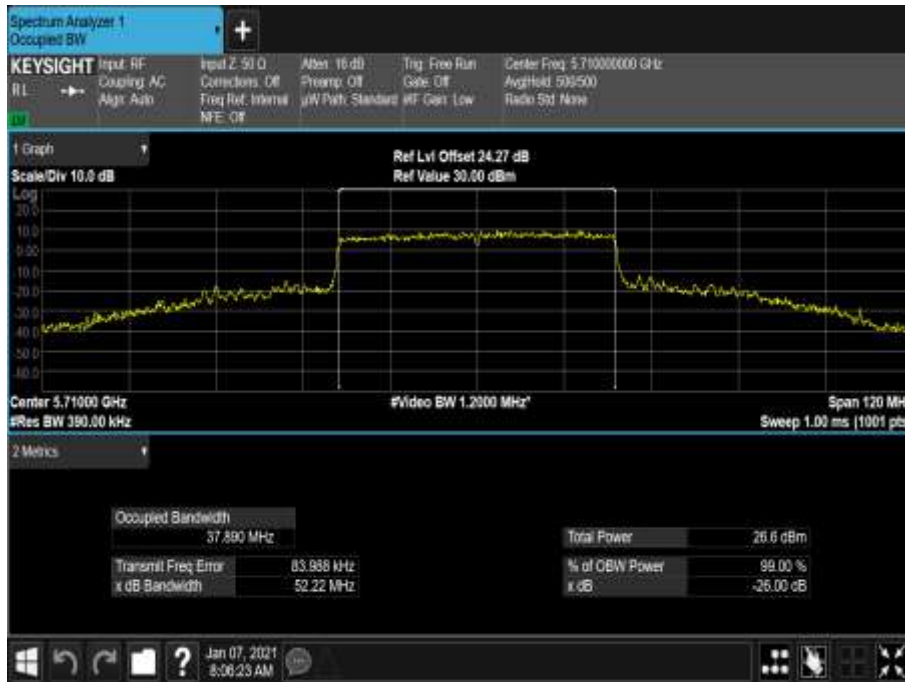 Spectrum Analyzer 1
Occupied BW
+
KEYSIGHT Input: RF Input Z: 50 Ω Atten: 16 dB Trig: Free Run Center Freq: 5.710000000 GHz
RL Coupling: AC Corrections: Off Preamp: Off Gate: Off Avg|Hold: 500/500
Align: Auto Freq Ref: Internal µW Path: Standard #IF Gain: Low Radio Std: None
NFE: Off
1 Graph
Ref Lvl Offset 24.27 dB
Scale/Div 10.0 dB Ref Value 30.00 dBm
Log
20.0
10.0
0.00
-10.0
-20.0
-30.0
-40.0
-50.0
-60.0
Center 5.71000 GHz #Video BW 1.2000 MHz* Span 120 MH
#Res BW 390.00 kHz Sweep 1.00 ms (1001 pts
2 Metrics
Occupied Bandwidth
37.890 MHz Total Power 26.6 dBm
Transmit Freq Error 83.988 kHz % of OBW Power 99.00 %
x dB Bandwidth 52.22 MHz x dB -26.00 dB
? Jan 07, 2021
8:06:23 AM